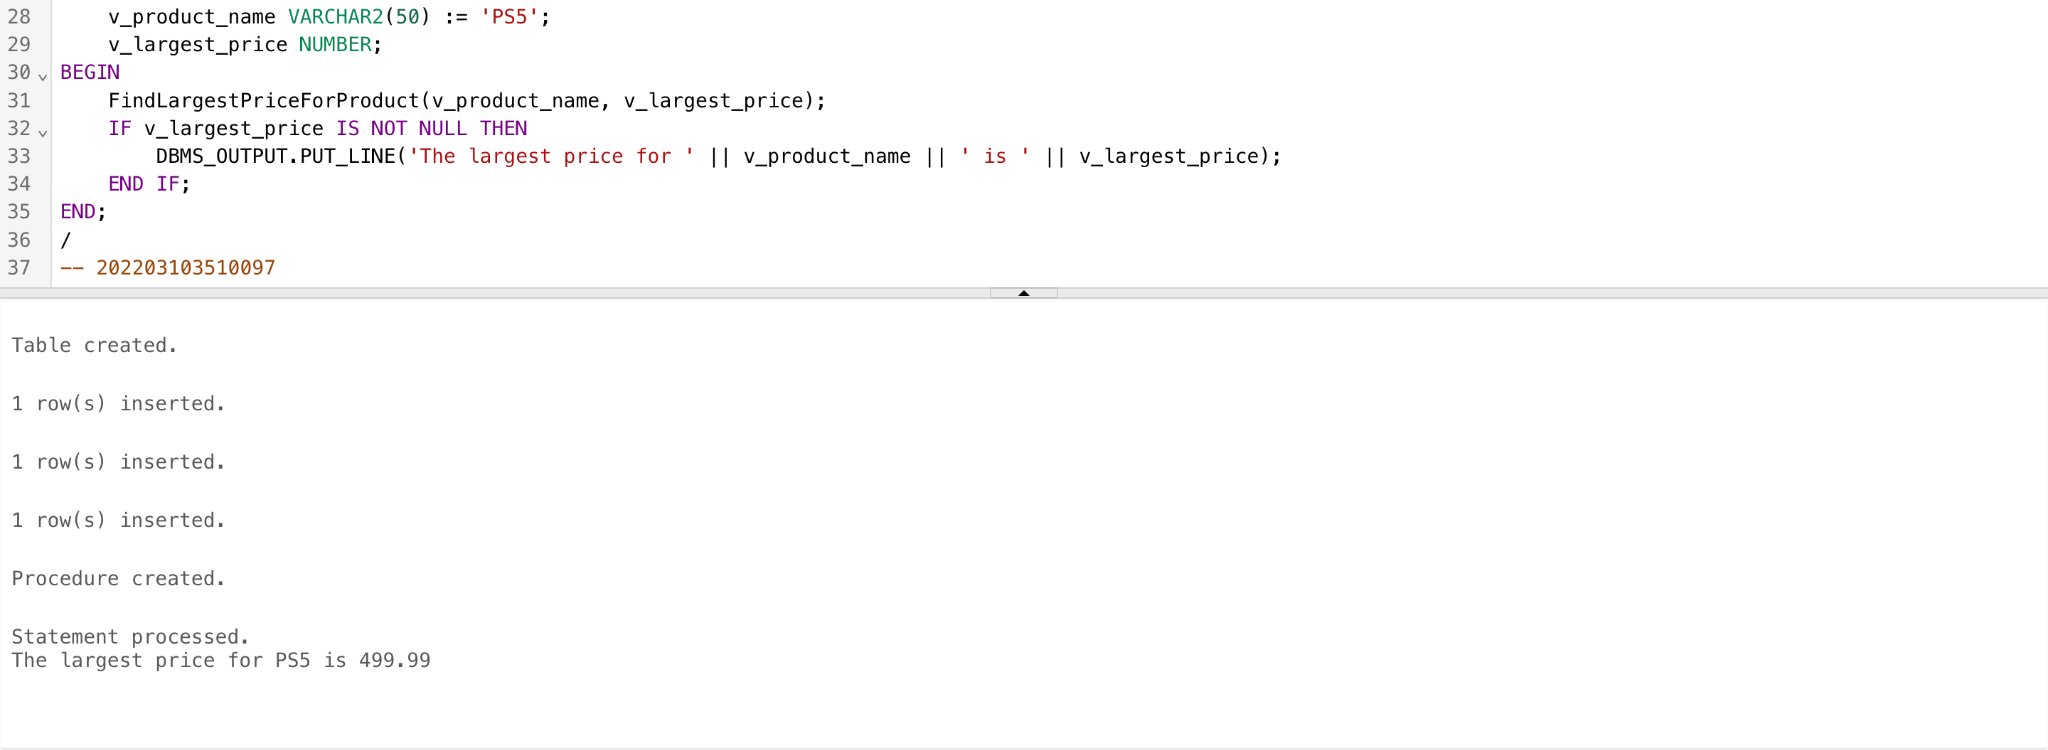 28 v_product_name VARCHAR2(50) := 'PS5';
29 v_largest_price NUMBER;
30 BEGIN
31 FindLargestPriceForProduct(v_product_name, v_largest_price);
32 IF v_largest_price IS NOT NULL THEN
33 DBMS_OUTPUT.PUT_LINE('The largest price for ' || v_product_name || ' is ' || v_largest_price);
34 END IF;
35 END;
36 /
37 -- 202203103510097
Table created.
1 row(s) inserted.
1 row(s) inserted.
1 row(s) inserted.
Procedure created.
Statement processed.
The largest price for PS5 is 499.99